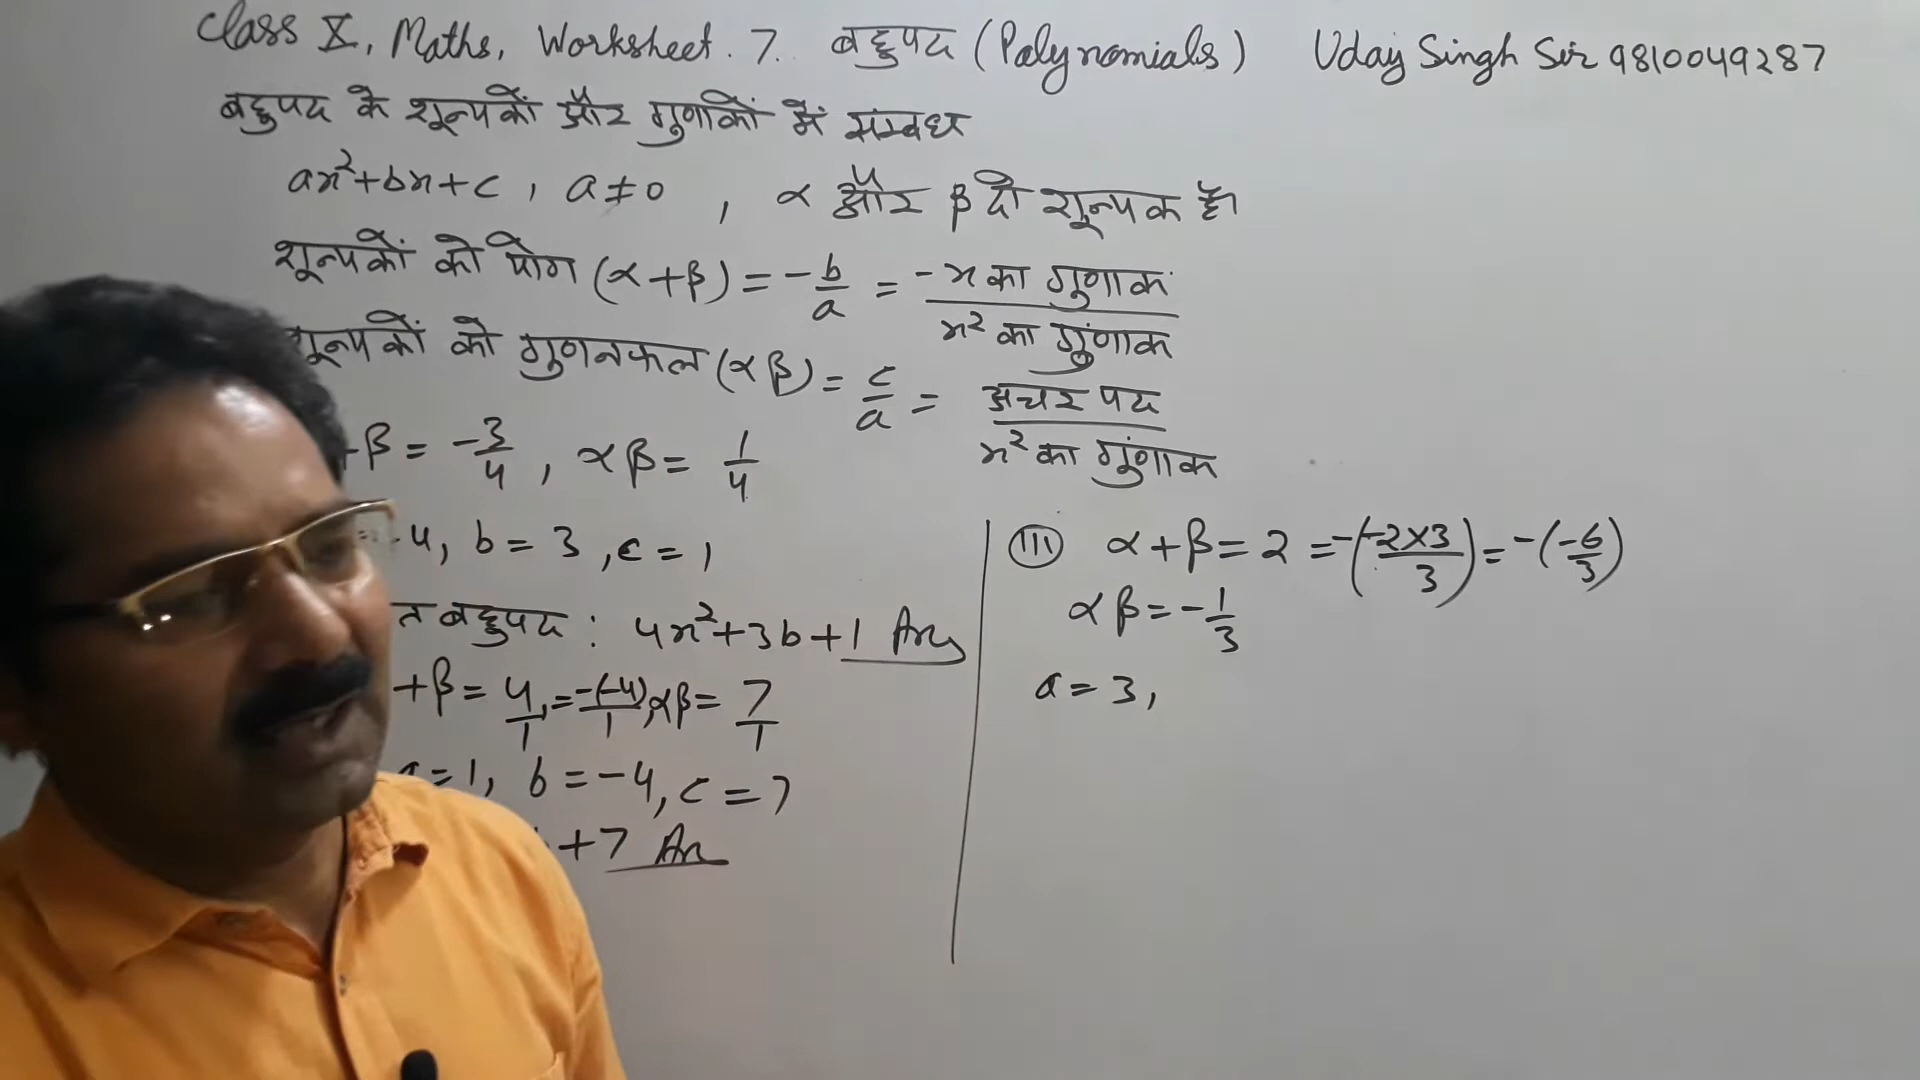 Class X, Maths, Worksheet. 7. बहुपद (Polynomials) Uday Singh Sir 9810049287
बहुपद के शून्यकों और गुणाकों में सम्बध
ax²+bx+c, a≠0, α और β दो शून्यक हैं
शून्यकों को योग (α+β) = -b/a = -x का गुणाक / x² का गुणांक
शून्यकों को गुणनफल (αβ) = c/a = अचर पद / x² का गुणांक
+β = -3/4, αβ = 1/4
=4, b=3, c=1
त बहुपद: 4x²+3b+1 Ans
+β = 4/1 = -(-4)/1, αβ = 7/1
a=1, b=-4, c=7
+7 An
III α+β = 2 = -(-2×3/3) = -(-6/3)
αβ = -1/3
a=3,